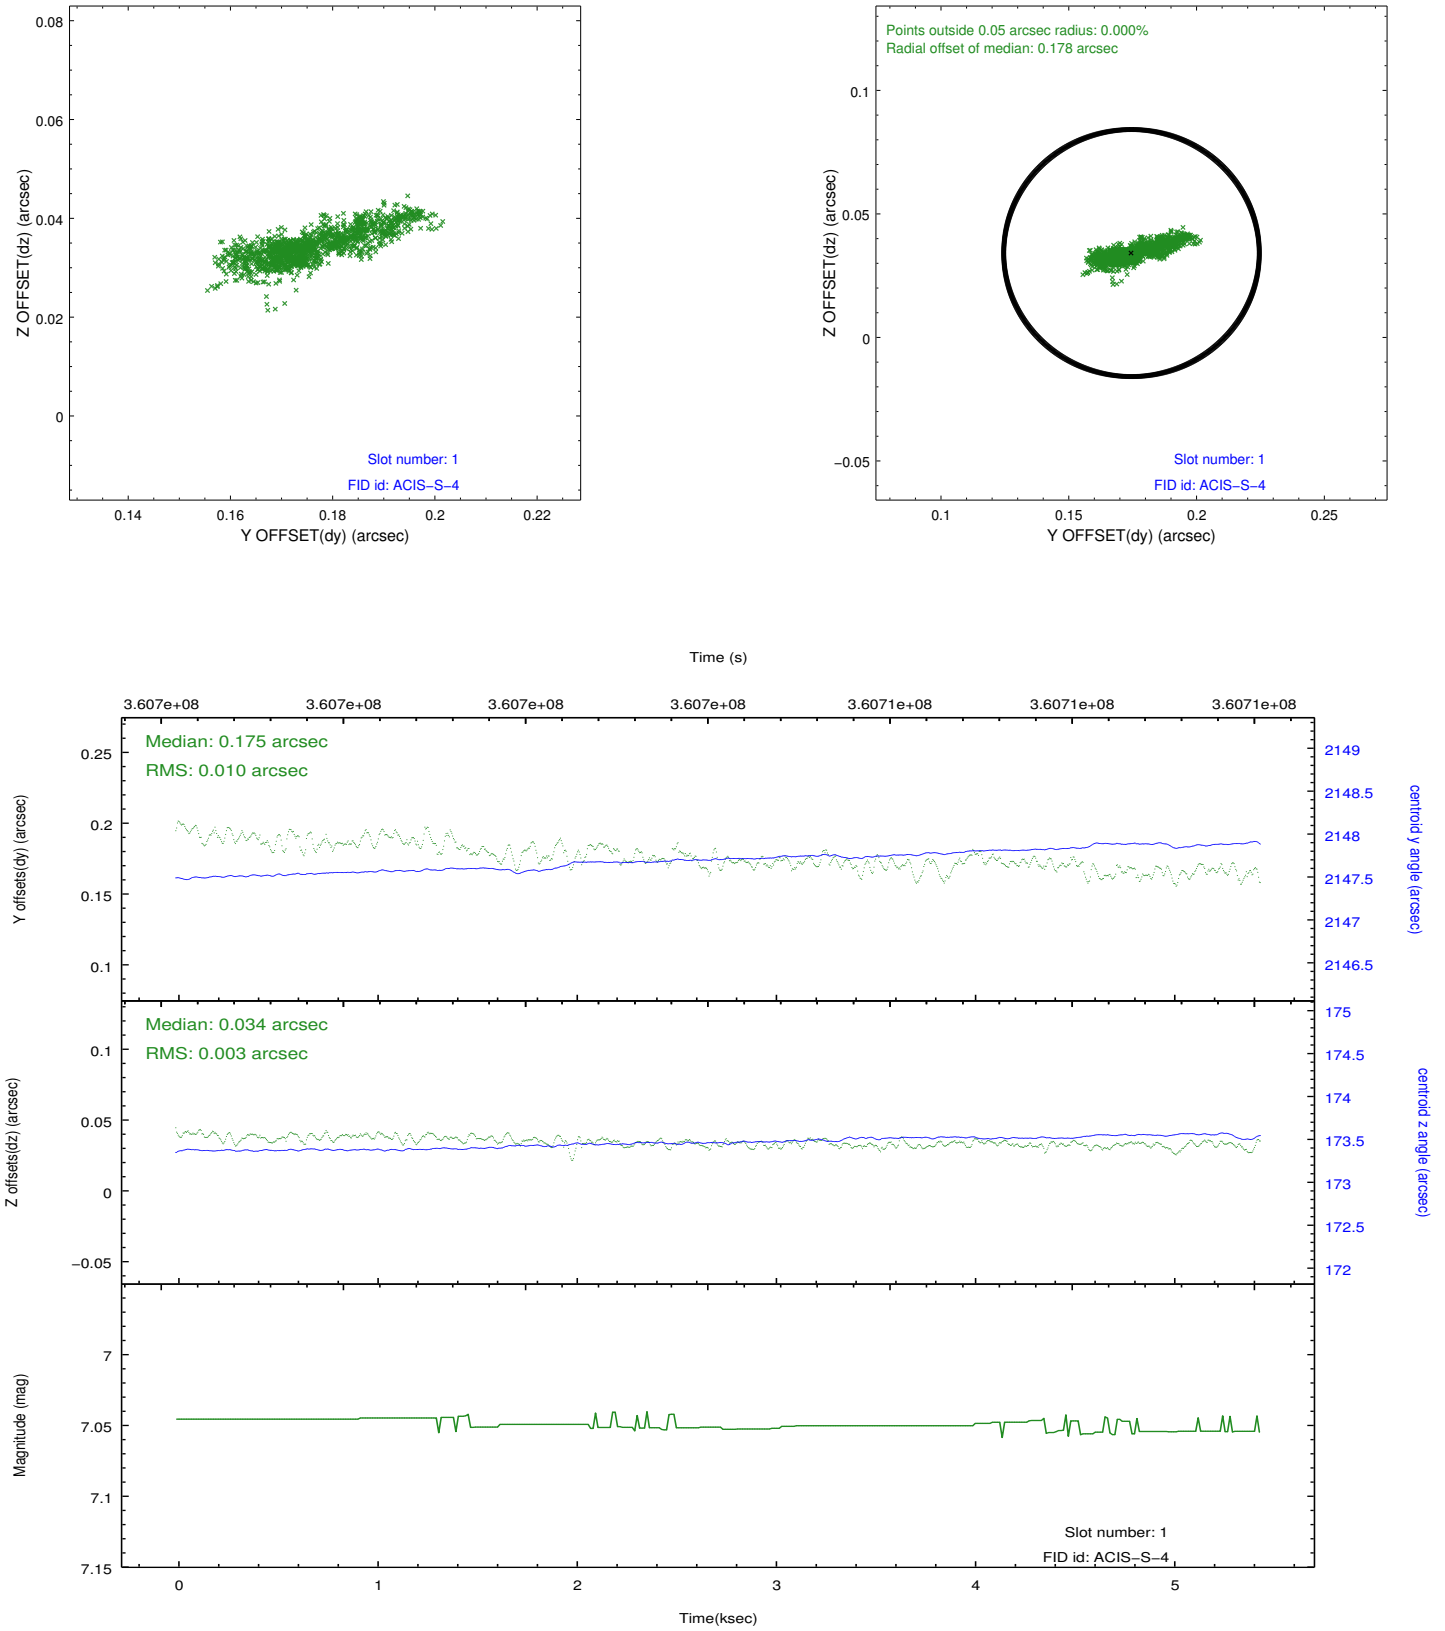 0.08
0.06
0.04
0.02
0
Z OFFSET(dz) (arcsec)
Slot number: 1
FID id: ACIS−S−4
0.14 0.16 0.18 0.2 0.22
Y OFFSET(dy) (arcsec)
Points outside 0.05 arcsec radius: 0.000%
Radial offset of median: 0.178 arcsec
0.1
0.05
0
−0.05
Z OFFSET(dz) (arcsec)
Slot number: 1
FID id: ACIS−S−4
0.1 0.15 0.2 0.25
Y OFFSET(dy) (arcsec)
Time (s)
3.607e+08 3.607e+08 3.607e+08 3.607e+08 3.6071e+08 3.6071e+08 3.6071e+08
Median: 0.175 arcsec
RMS: 0.010 arcsec
0.25
0.2
0.15
0.1
Y offsets(dy) (arcsec)
2149
2148.5
2148
2147.5
2147
2146.5
centroid y angle (arcsec)
Median: 0.034 arcsec
RMS: 0.003 arcsec
0.1
0.05
0
−0.05
Z offsets(dz) (arcsec)
175
174.5
174
173.5
173
172.5
172
centroid z angle (arcsec)
7
7.05
7.1
7.15
Magnitude (mag)
Slot number: 1
FID id: ACIS−S−4
0 1 2 3 4 5
Time(ksec)